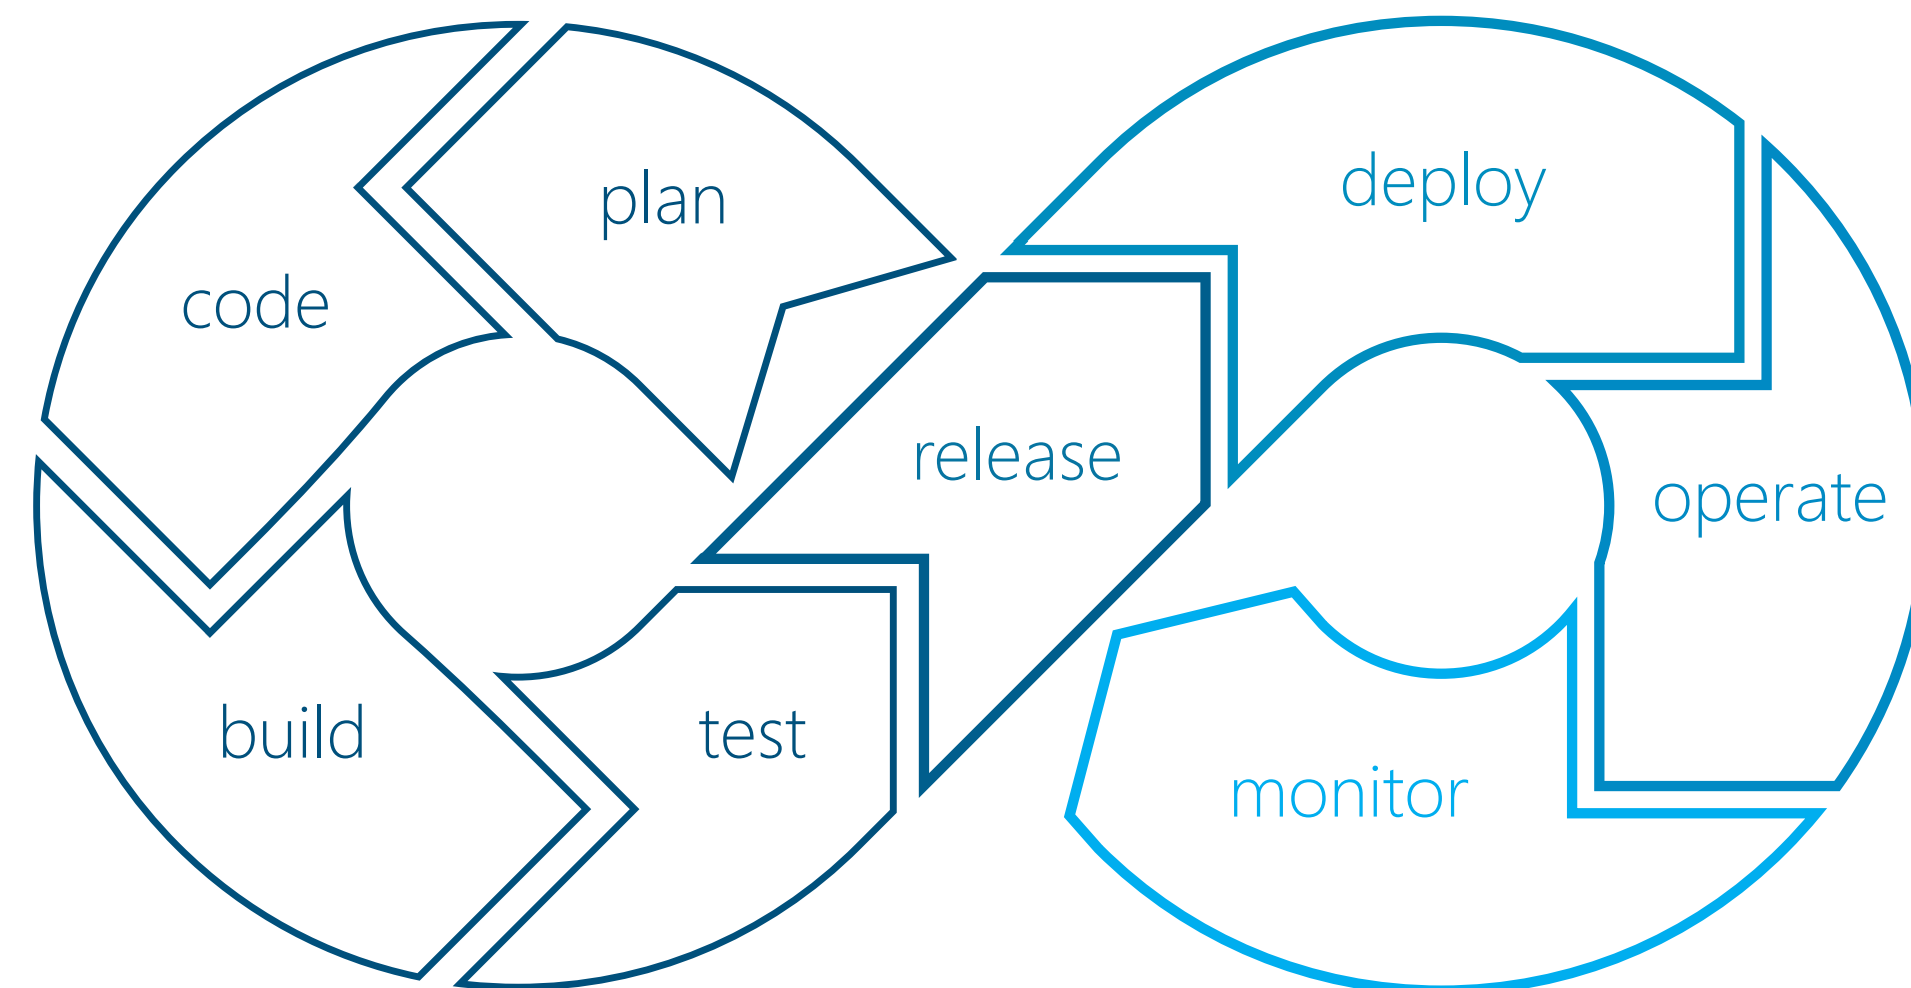 plan
code
build
test
release
deploy
operate
monitor